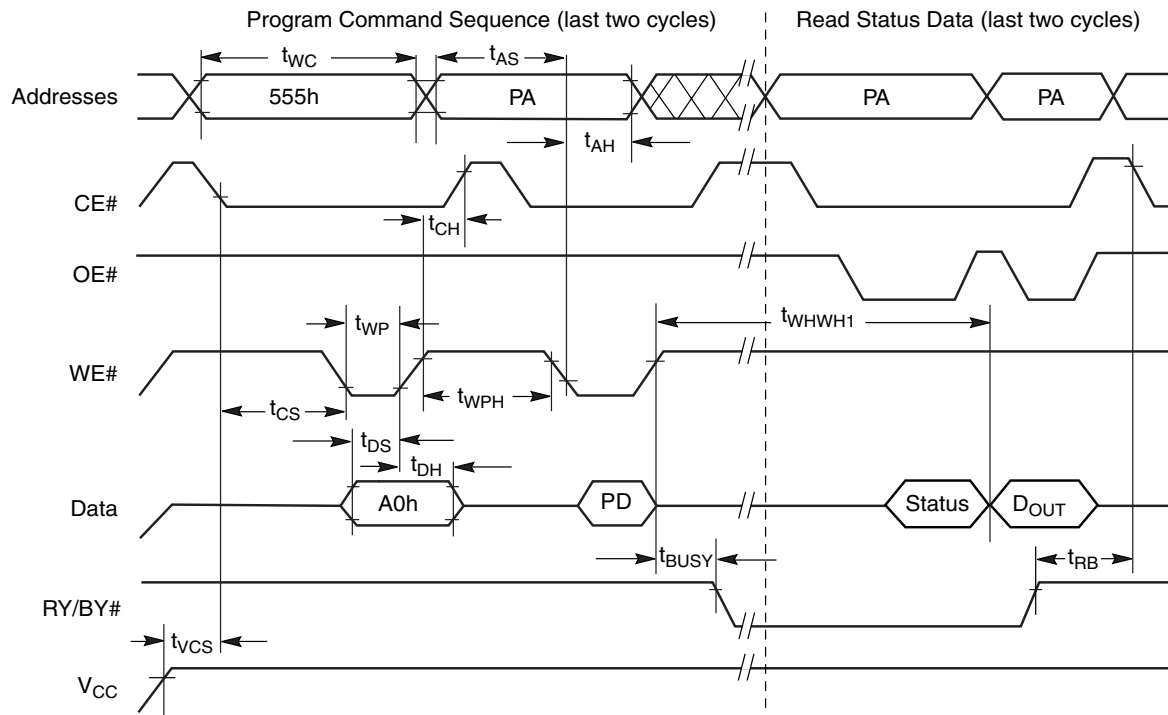 Program Command Sequence (last two cycles)
Read Status Data (last two cycles)
tWC
tAS
Addresses
555h
PA
PA
PA
tAH
CE#
tCH
OE#
tWP
tWHWH1
WE#
tCS
tWPH
tDS
tDH
Data
A0h
PD
Status
DOUT
tBUSY
tRB
RY/BY#
tVCS
VCC